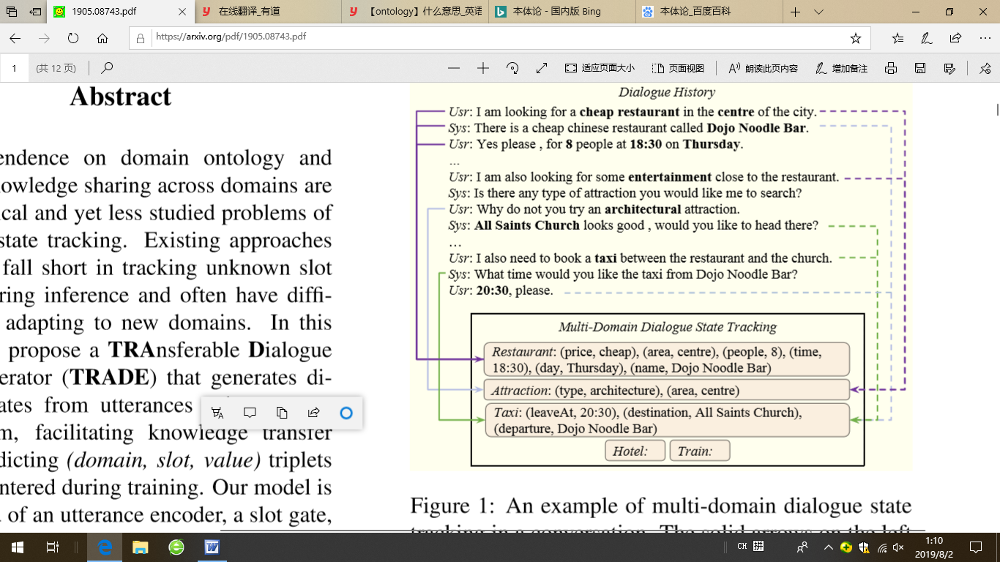 1905.08743.pdf
在线翻译_有道
【ontology】什么意思_英语
本体论 - 国内版 Bing
本体论_百度百科
https://arxiv.org/pdf/1905.08743.pdf
1 (共 12 页) 适应页面大小 页面视图 朗读此页内容 增加备注
Abstract
endence on domain ontology and
owledge sharing across domains are
ical and yet less studied problems of
state tracking. Existing approaches
fall short in tracking unknown slot
ring inference and often have diffi-
adapting to new domains. In this
propose a TRAnsferable Dialogue
erator (TRADE) that generates di-
ates from utterances
m, facilitating knowledge transfer
dicting (domain, slot, value) triplets
ntered during training. Our model is
of an utterance encoder, a slot gate,
Dialogue History
Usr: I am looking for a cheap restaurant in the centre of the city.
Sys: There is a cheap chinese restaurant called Dojo Noodle Bar.
Usr: Yes please , for 8 people at 18:30 on Thursday.
...
Usr: I am also looking for some entertainment close to the restaurant.
Sys: Is there any type of attraction you would like me to search?
Usr: Why do not you try an architectural attraction.
Sys: All Saints Church looks good , would you like to head there?
...
Usr: I also need to book a taxi between the restaurant and the church.
Sys: What time would you like the taxi from Dojo Noodle Bar?
Usr: 20:30, please.
Multi-Domain Dialogue State Tracking
Restaurant: (price, cheap), (area, centre), (people, 8), (time,
18:30), (day, Thursday), (name, Dojo Noodle Bar)
Attraction: (type, architecture), (area, centre)
Taxi: (leaveAt, 20:30), (destination, All Saints Church),
(departure, Dojo Noodle Bar)
Hotel: Train:
Figure 1: An example of multi-domain dialogue state
tracking in a conversation. The solid arrows on the left
CH 拼
1:10
2019/8/2